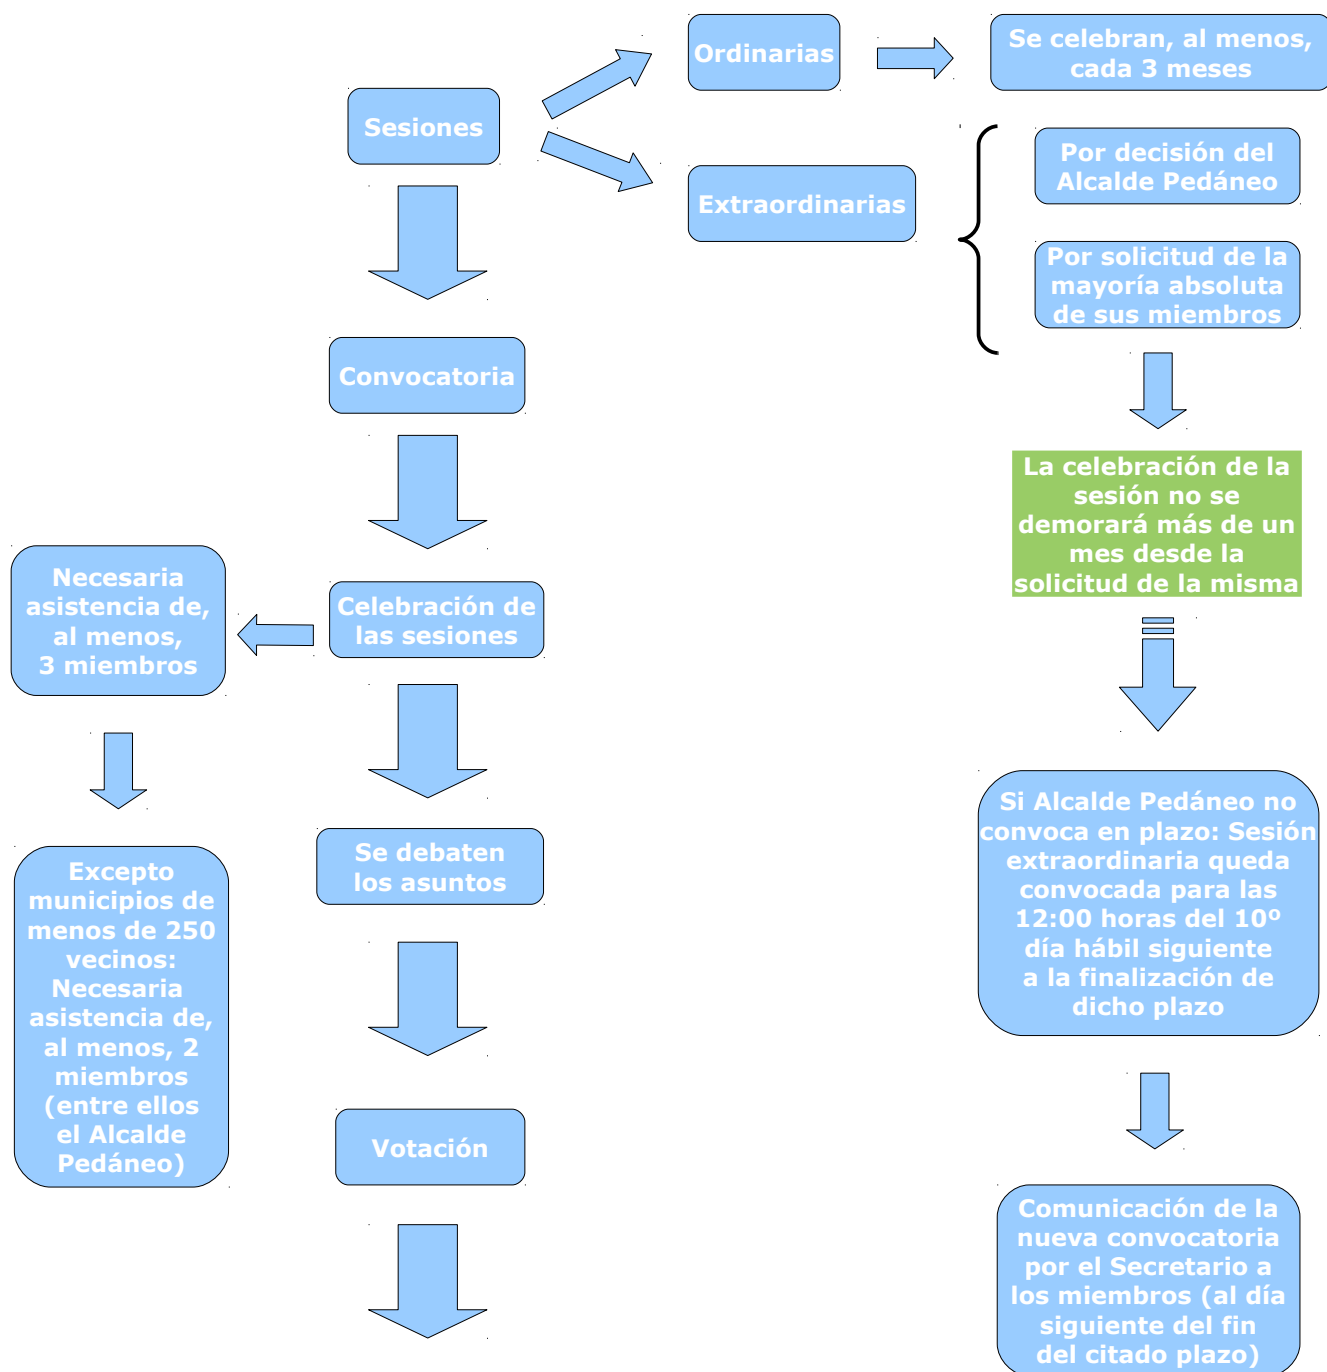 Sesiones
Ordinarias
Se celebran, al menos,
cada 3 meses
Extraordinarias
Por decisión del
Alcalde Pedáneo
Por solicitud de la
mayoría absoluta
de sus miembros
La celebración de la
sesión no se
demorará más de un
mes desde la
solicitud de la misma
Si Alcalde Pedáneo no
convoca en plazo: Sesión
extraordinaria queda
convocada para las
12:00 horas del 10º
día hábil siguiente
a la finalización de
dicho plazo
Comunicación de la
nueva convocatoria
por el Secretario a
los miembros (al día
siguiente del fin
del citado plazo)
Convocatoria
Celebración de
las sesiones
Necesaria
asistencia de,
al menos,
3 miembros
Excepto
municipios de
menos de 250
vecinos:
Necesaria
asistencia de,
al menos, 2
miembros
(entre ellos
el Alcalde
Pedáneo)
Se debaten
los asuntos
Votación